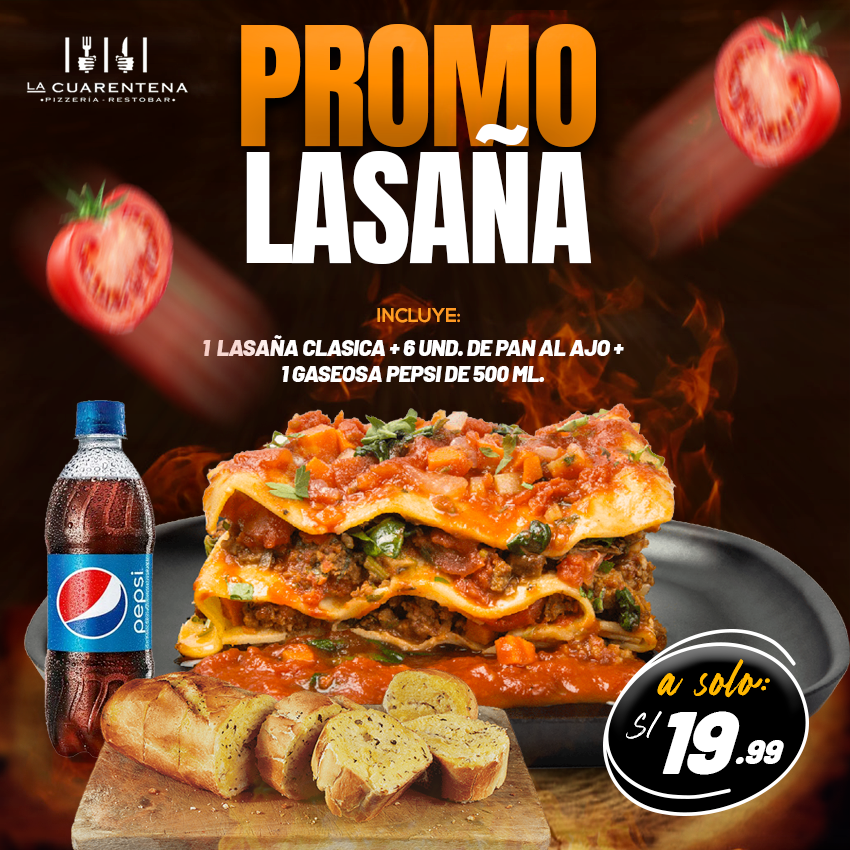 LA CUARENTENA
•PIZZERIA - RESTOBAR•
PROMO
LASAÑA
INCLUYE:
1 LASAÑA CLASICA + 6 UND. DE PAN AL AJO +
1 GASEOSA PEPSI DE 500 ML.
pepsi
a solo:
S/ 19.99